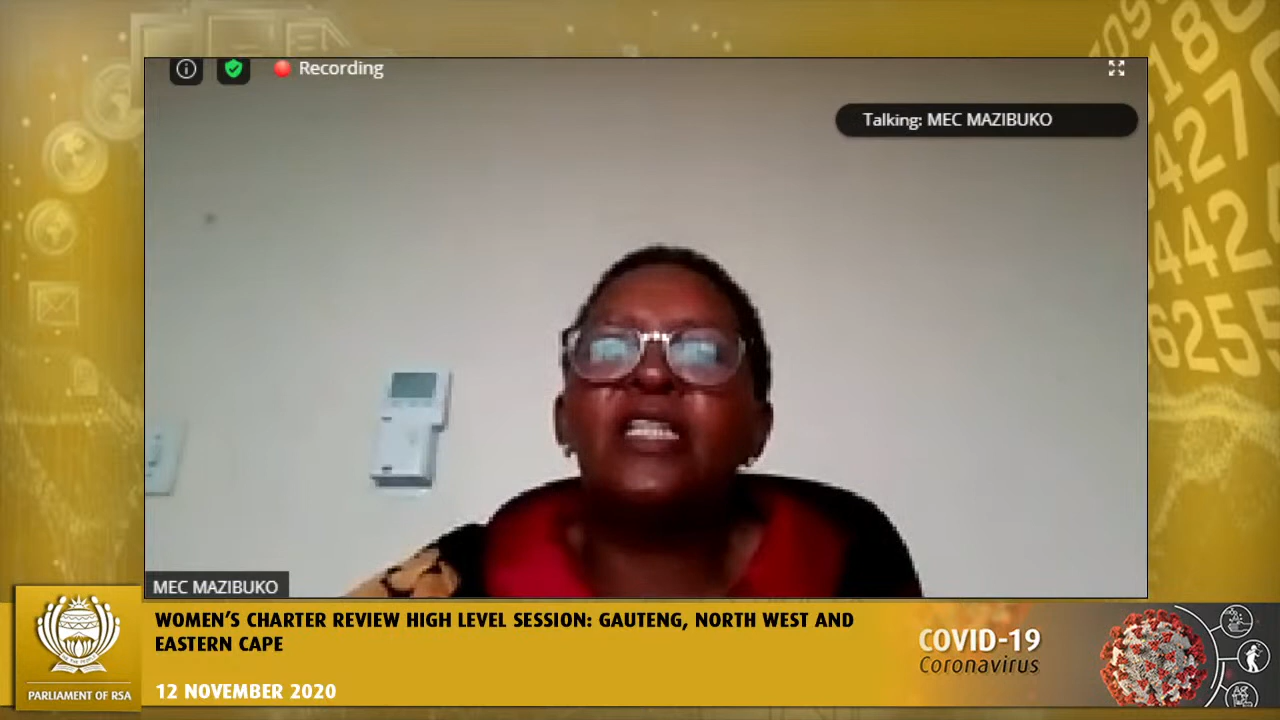 Recording
Talking: MEC MAZIBUKO
MEC MAZIBUKO
WOMEN'S CHARTER REVIEW HIGH LEVEL SESSION: GAUTENG, NORTH WEST AND
EASTERN CAPE
12 NOVEMBER 2020
PARLIAMENT OF RSA
COVID-19
Coronavirus